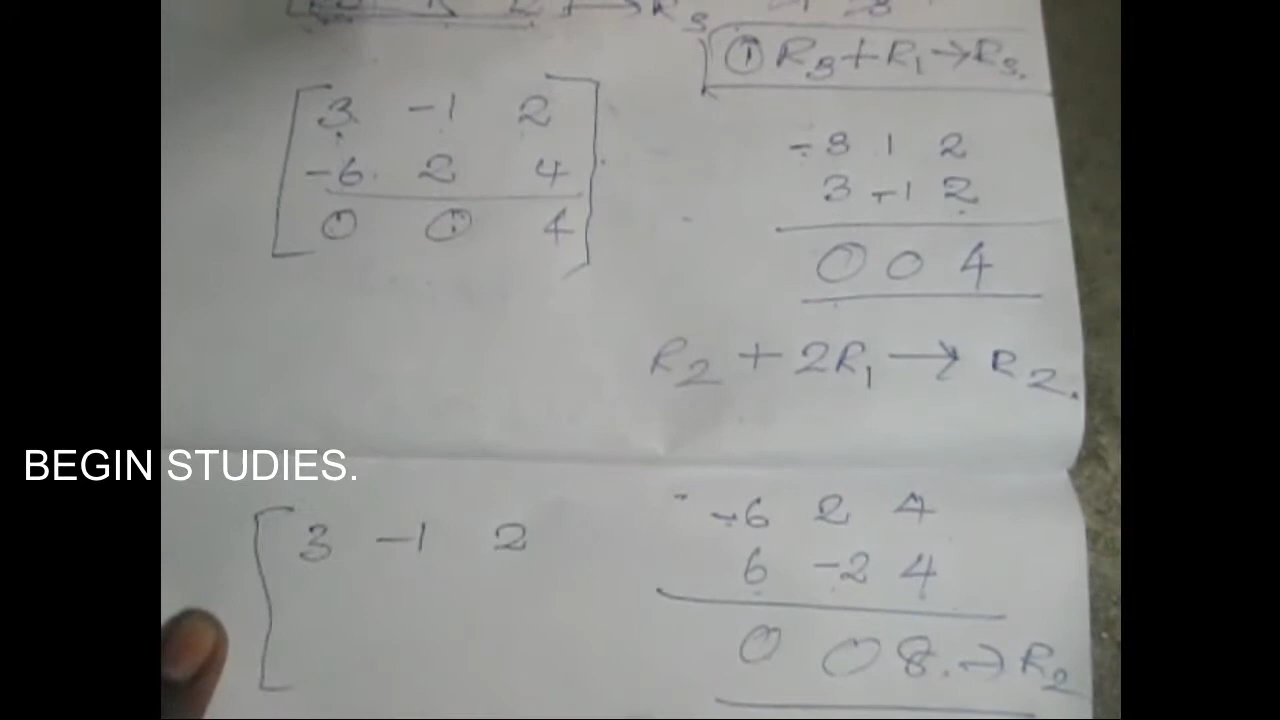 ① R3 + R1 → R3.
3 -1 2
-6 2 4
0 0 4
-3 1 2
3 -1 2
0 0 4
R2 + 2R1 → R2.
BEGIN STUDIES.
3 -1 2
-6 2 4
6 -2 4
0 0 8. → R2